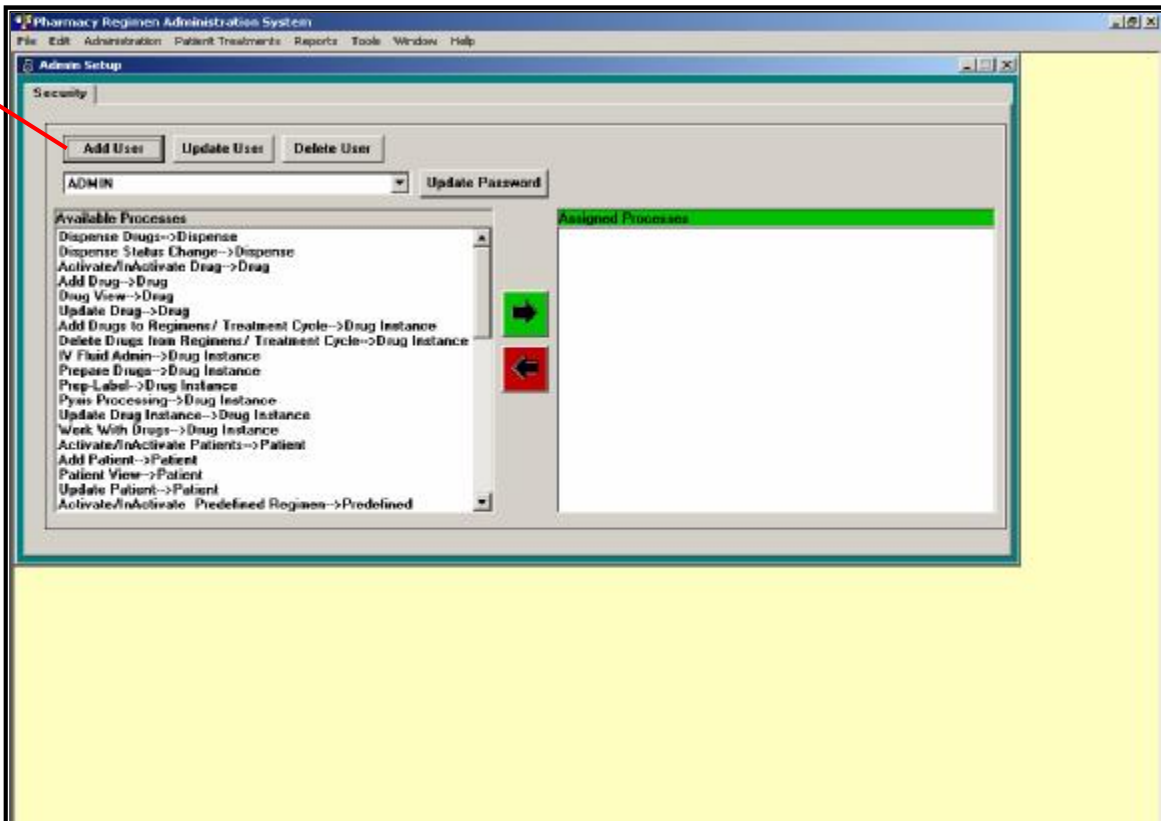 Pharmacy Regimen Administration System
File Edit Administration Patient Treatments Reports Tools Window Help
Admin Setup
Security
Add User Update User Delete User
ADMIN Update Password
Available Processes
Dispense Drugs-->Dispense
Dispense Status Change-->Dispense
Activate/InActivate Drug-->Drug
Add Drug-->Drug
Drug View-->Drug
Update Drug-->Drug
Add Drugs to Regimens/ Treatment Cycle-->Drug Instance
Delete Drugs from Regimens/ Treatment Cycle-->Drug Instance
IV Fluid Admin-->Drug Instance
Prepare Drugs-->Drug Instance
Prep-Label-->Drug Instance
Pyxis Processing-->Drug Instance
Update Drug Instance-->Drug Instance
Work With Drugs-->Drug Instance
Activate/InActivate Patients-->Patient
Add Patient-->Patient
Patient View-->Patient
Update Patient-->Patient
Activate/InActivate Predefined Regimen-->Predefined
Assigned Processes